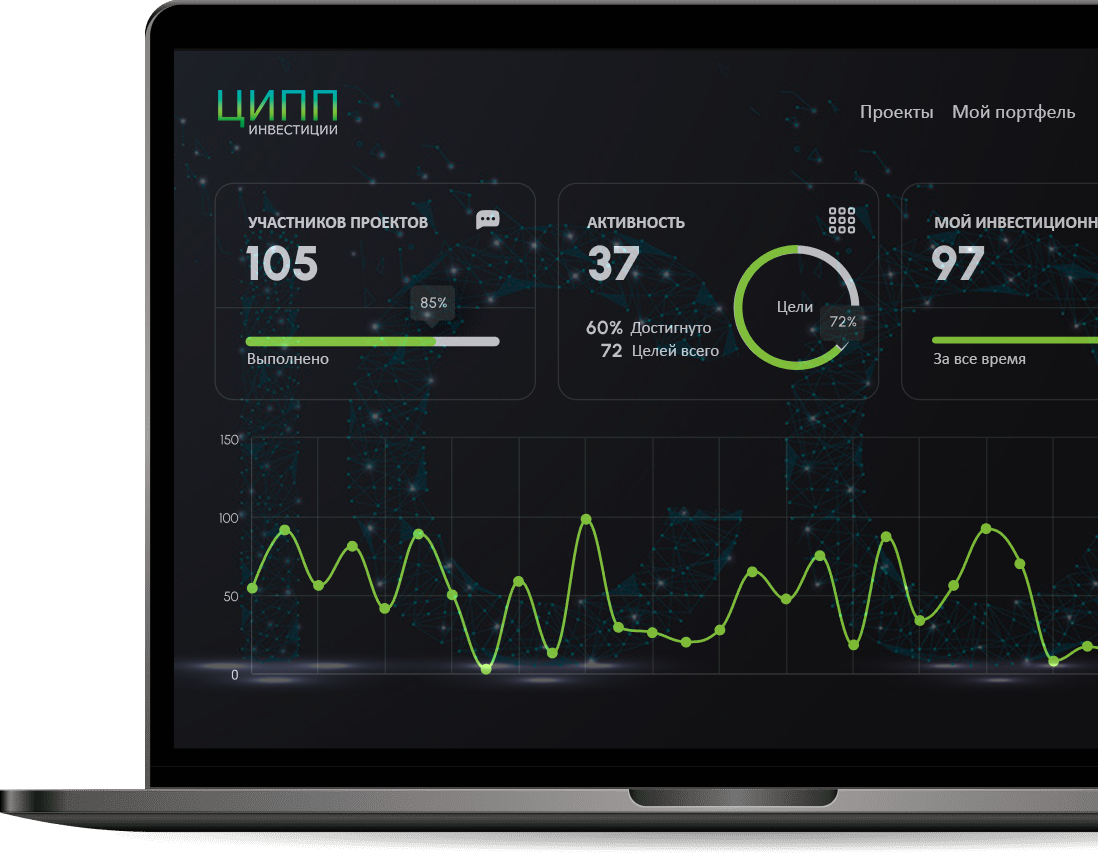 ЦИПП
ИНВЕСТИЦИИ
Проекты Мой портфель
УЧАСТНИКОВ ПРОЕКТОВ
105
85%
Выполнено
АКТИВНОСТЬ
37
60% Достигнуто
72 Целей всего
Цели
72%
МОЙ ИНВЕСТИЦИОНН
97
За все время
150
100
50
0